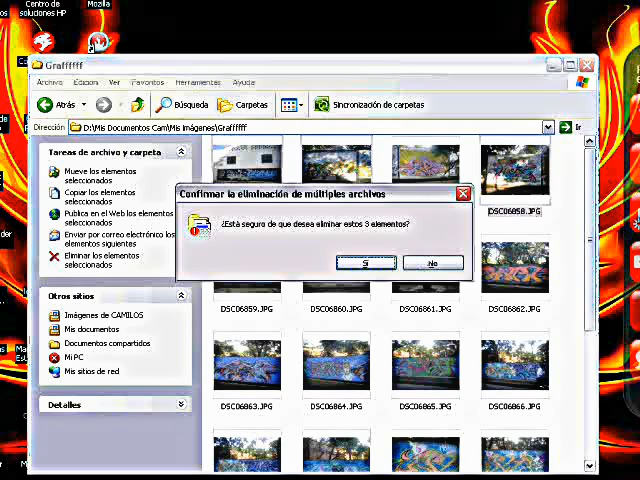 Centro de
soluciones HP
Mozilla
Graffffff
Archivo Edición Ver Favoritos Herramientas Ayuda
Atrás Búsqueda Carpetas Sincronización de carpetas
Dirección D:\Mis Documentos Cam\Mis imágenes\Graffffff Ir
Tareas de archivo y carpeta
Mueve los elementos
seleccionados
Copiar los elementos
seleccionados
Publica en el Web los elementos
seleccionados
Enviar por correo electrónico los
elementos siguientes
Eliminar los elementos
seleccionados
Otros sitios
Imágenes de CAMILOS
Mis documentos
Documentos compartidos
Mi PC
Mis sitios de red
Detalles
Confirmar la eliminación de múltiples archivos
¿Está seguro de que desea eliminar estos 3 elementos?
Sí No
DSC06858.JPG
DSC06859.JPG DSC06860.JPG DSC06861.JPG DSC06862.JPG
DSC06863.JPG DSC06864.JPG DSC06865.JPG DSC06866.JPG